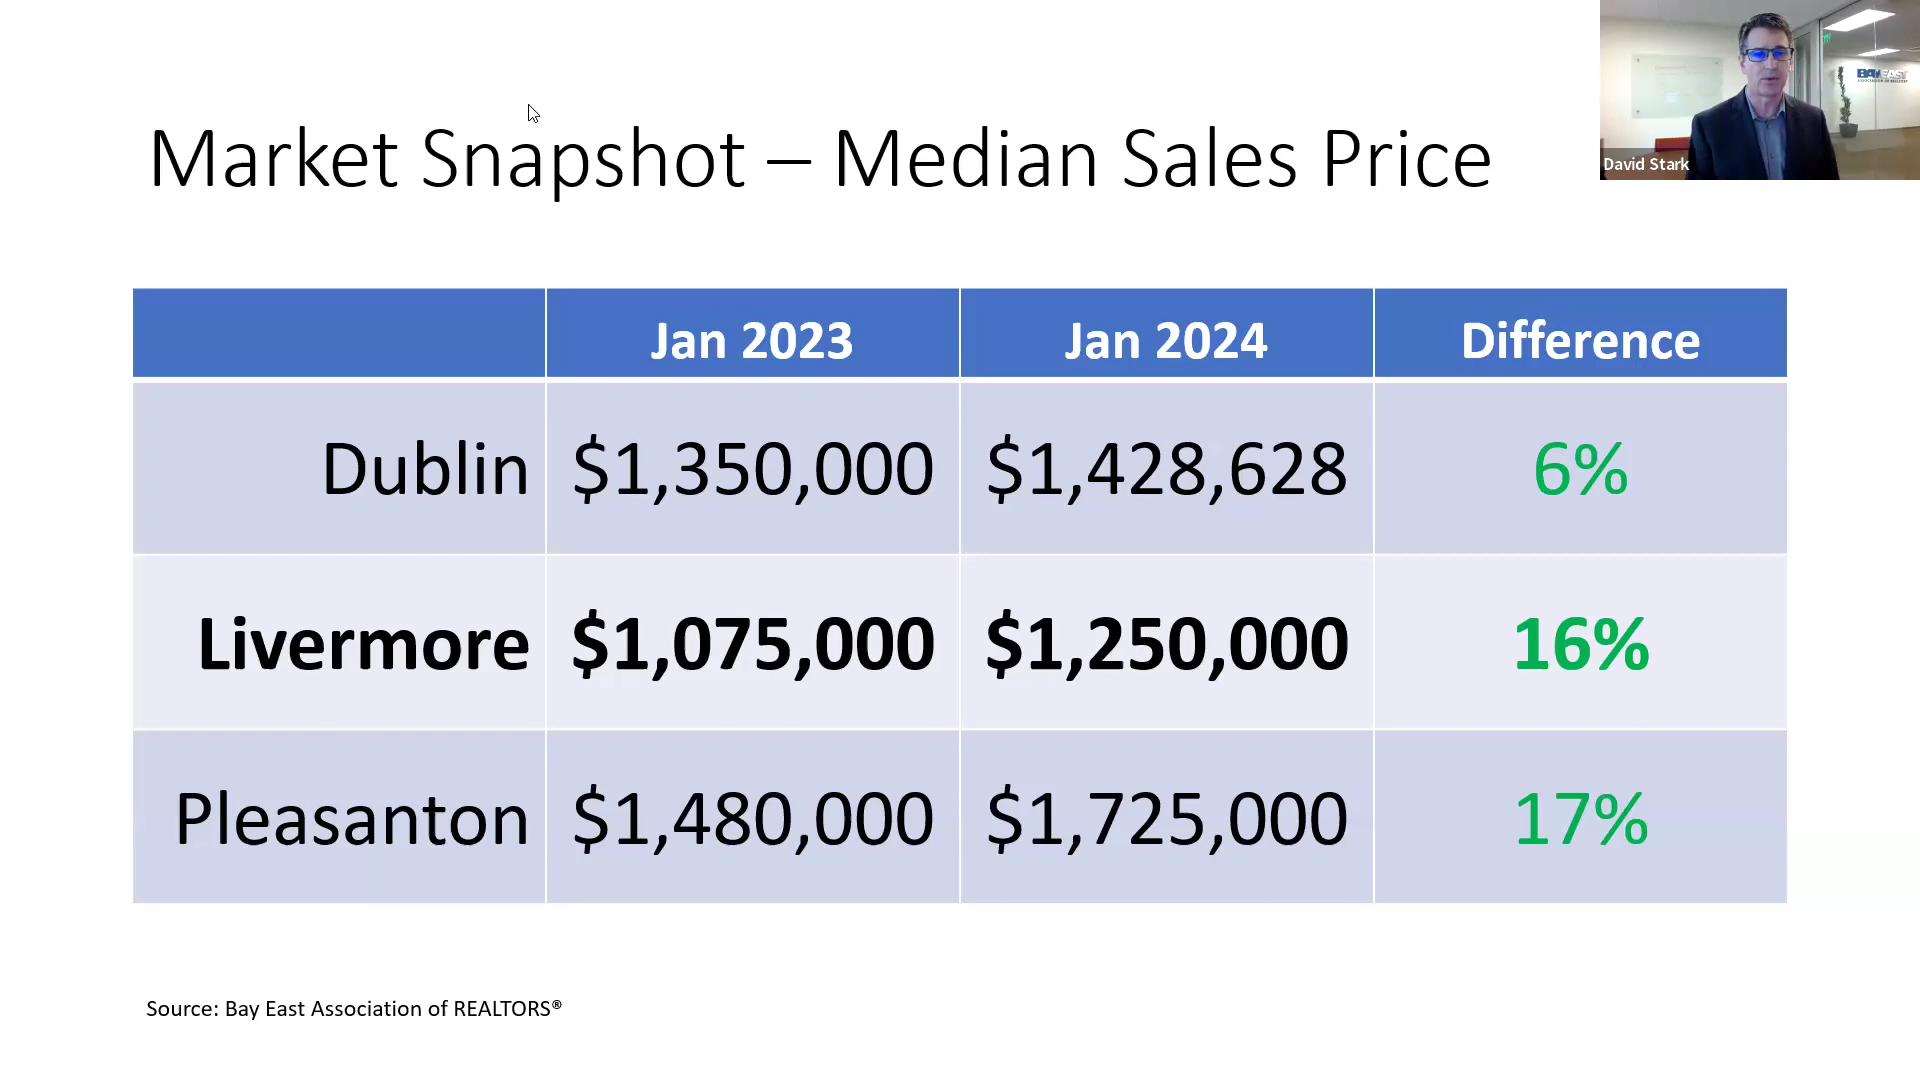 Market Snapshot – Median Sales Price
Jan 2023 Jan 2024 Difference
Dublin $1,350,000 $1,428,628 6%
Livermore $1,075,000 $1,250,000 16%
Pleasanton $1,480,000 $1,725,000 17%
Source: Bay East Association of REALTORS®
BAY EAST
David Stark